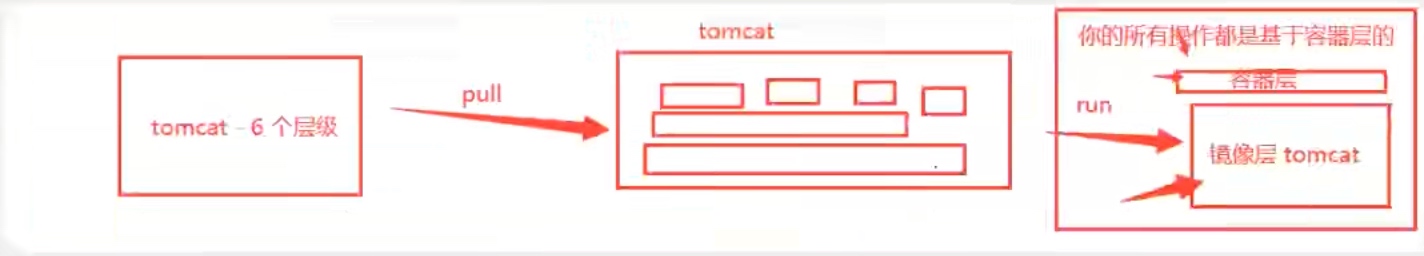 tomcat - 6 个层级
pull
tomcat
run
你的所有操作都是基于容器层的
容器层
镜像层 tomcat